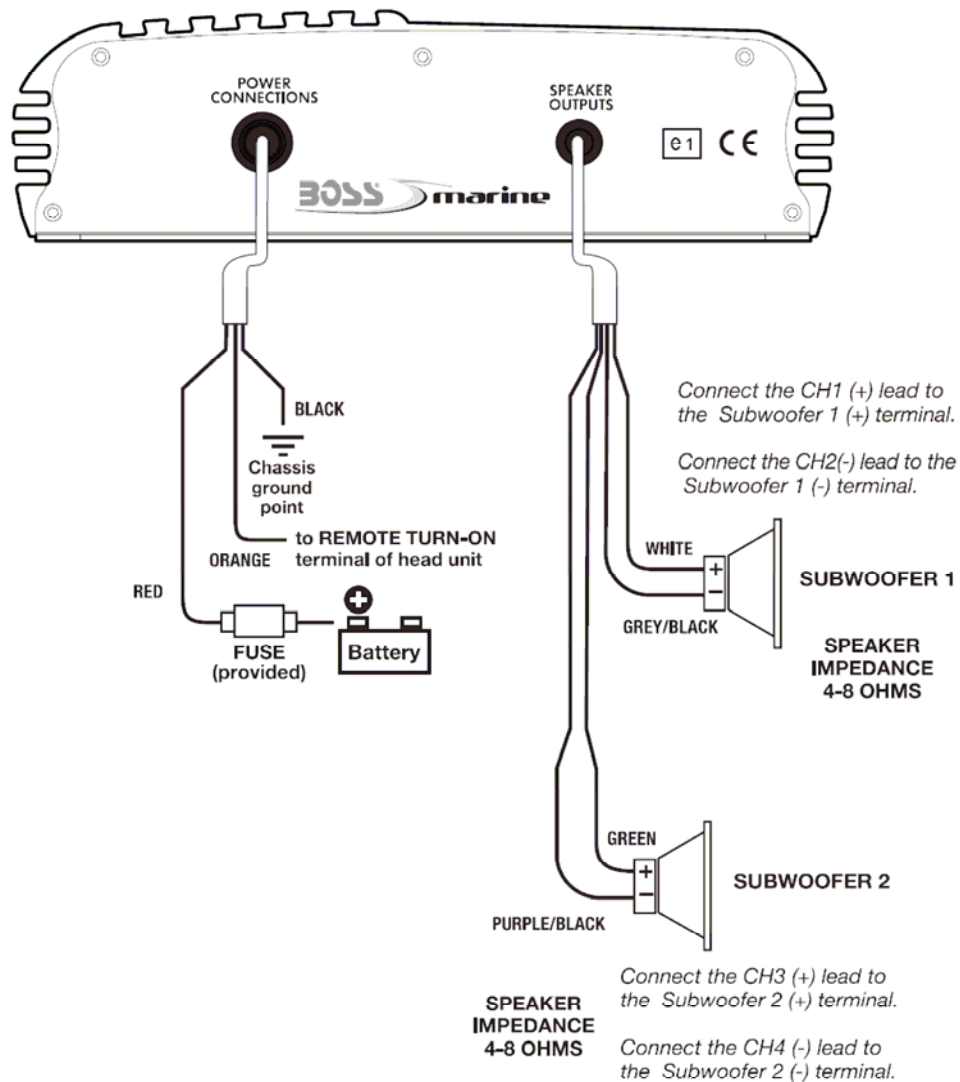 POWER
CONNECTIONS
SPEAKER
OUTPUTS
e1 CE
BOSS marine
BLACK
Chassis
ground
point
to REMOTE TURN-ON
terminal of head unit
ORANGE
RED
FUSE
(provided)
+
Battery
Connect the CH1 (+) lead to
the Subwoofer 1 (+) terminal.
Connect the CH2(-) lead to the
Subwoofer 1 (-) terminal.
WHITE
+
−
GREY/BLACK
SUBWOOFER 1
SPEAKER
IMPEDANCE
4-8 OHMS
GREEN
+
−
PURPLE/BLACK
SUBWOOFER 2
SPEAKER
IMPEDANCE
4-8 OHMS
Connect the CH3 (+) lead to
the Subwoofer 2 (+) terminal.
Connect the CH4 (-) lead to
the Subwoofer 2 (-) terminal.